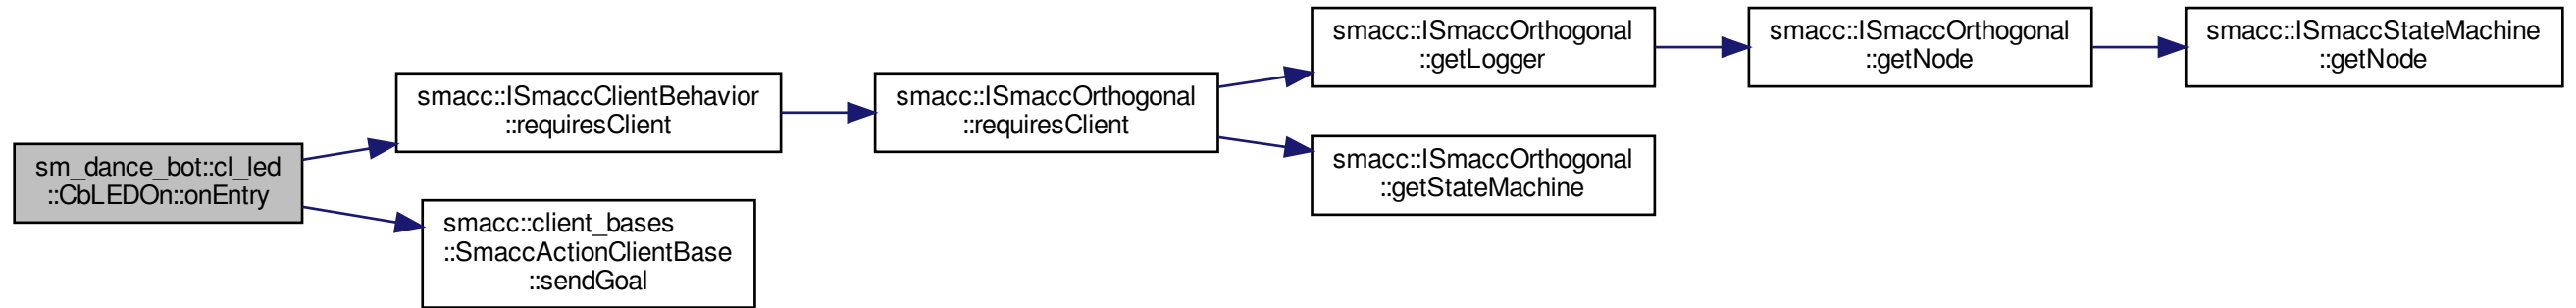 sm_dance_bot::cl_led
::CbLEDOn::onEntry
smacc::ISmaccClientBehavior
::requiresClient
smacc::ISmaccOrthogonal
::requiresClient
smacc::ISmaccOrthogonal
::getLogger
smacc::ISmaccOrthogonal
::getNode
smacc::ISmaccStateMachine
::getNode
smacc::ISmaccOrthogonal
::getStateMachine
smacc::client_bases
::SmaccActionClientBase
::sendGoal